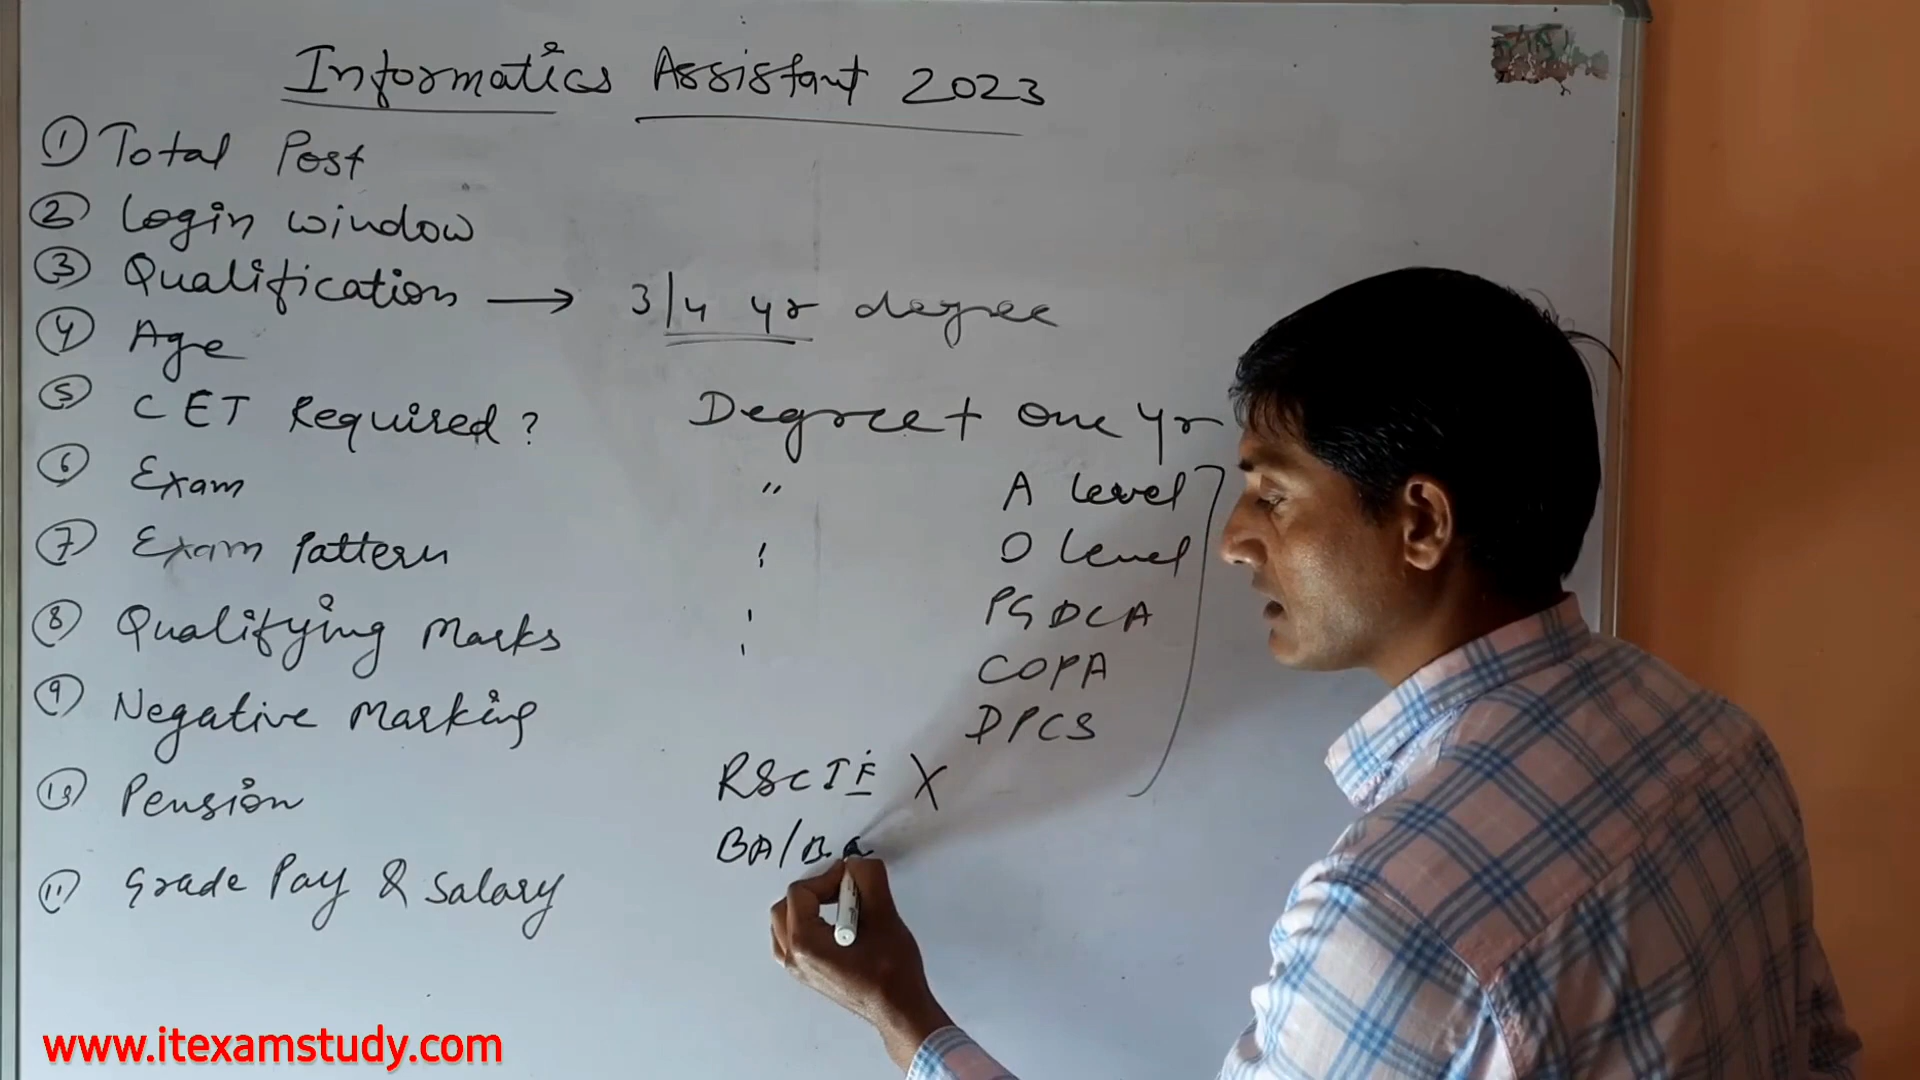 Informatics Assistant 2023
① Total Post
② Login window
③ Qualification → 3/4 yr degree
④ Age
⑤ CET Required?
Degree + one yr
⑥ Exam
" A level
⑦ Exam Pattern
O level
⑧ Qualifying Marks
PGDCA
COPA
⑨ Negative Marking
DPCS
⑩ Pension
RSCIE X
BA/B.
⑪ Grade Pay & Salary
www.itexamstudy.com